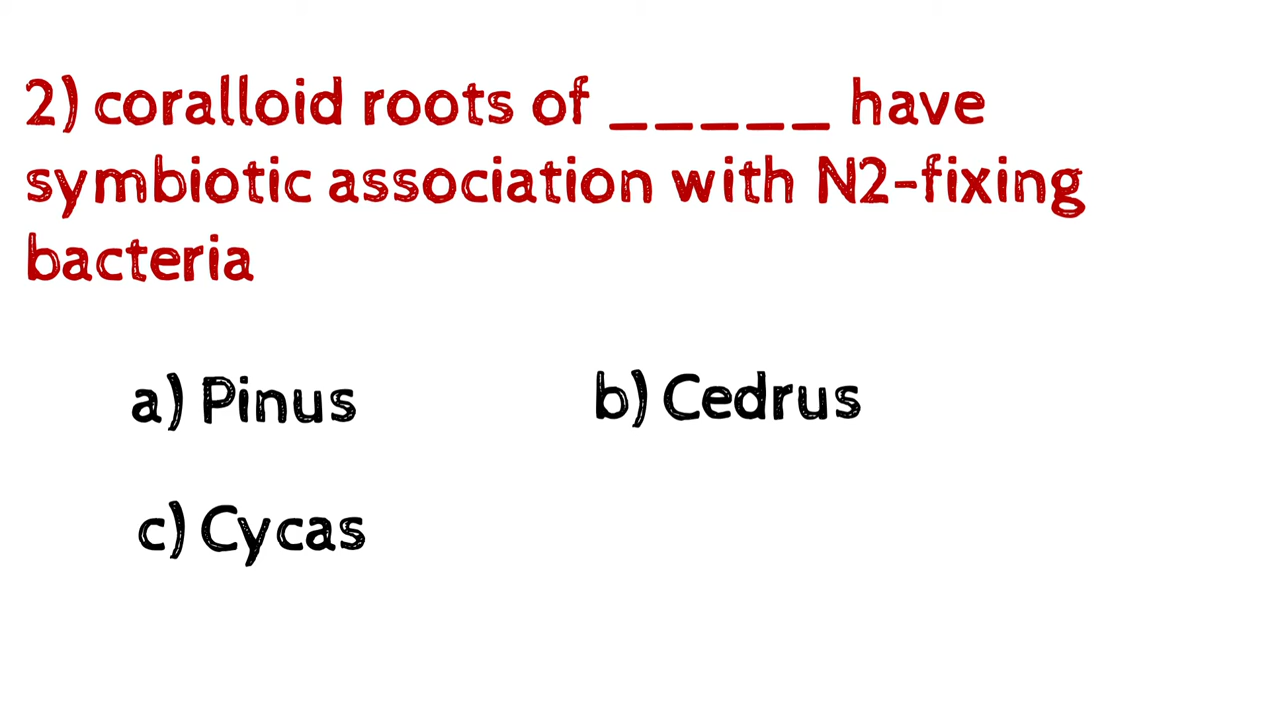 2) coralloid roots of _____ have
symbiotic association with N2-fixing
bacteria
a) Pinus b) Cedrus
c) Cycas